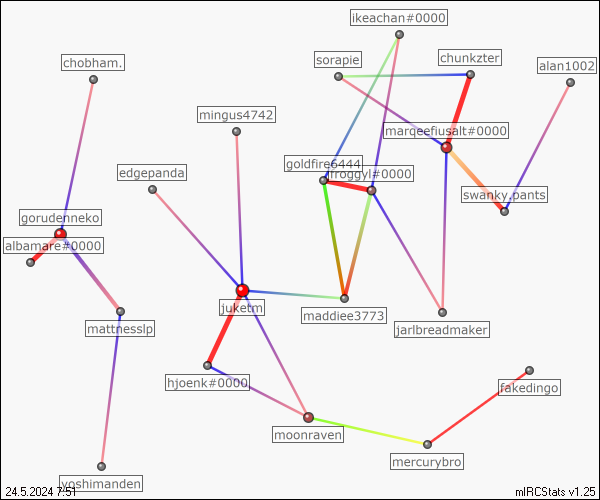 ikeachan#0000
sorapie
chunkzter
chobham.
alan1002
mingus4742
marqeefiusalt#0000
goldfire6444
froggyl#0000
edgepanda
swanky.pants
gorudenneko
albamare#0000
juketm
maddiee3773
mattnesslp
jarlbreadmaker
hjoenk#0000
fakedingo
moonraven
mercurybro
yoshimanden
24.5.2024 7:51
mIRCStats v1.25